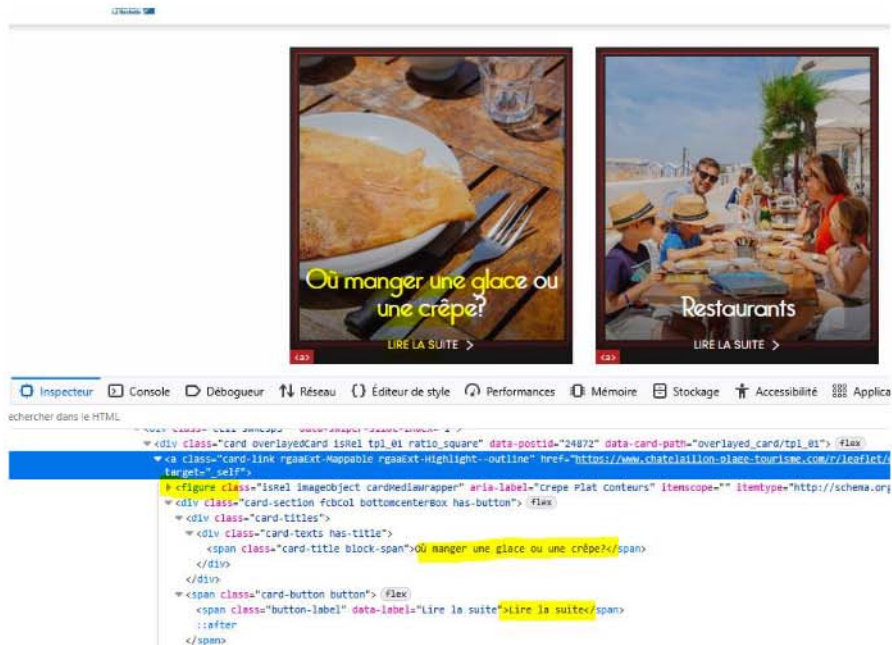 La Rochelle
Où manger une glace ou
une crêpe?
LIRE LA SUITE >
<a>
Restaurants
LIRE LA SUITE >
<a>
Inspecteur Console Débogueur Réseau {} Éditeur de style Performances Mémoire Stockage Accessibilité Applica
echercher dans le HTML
<div class="card overlayedCard isRel tpl_01 ratio_square" data-postid="24872" data-card-path="overlayed_card/tpl_01"> flex
<a class="card-link rgaaExt-Mappable rgaaExt-Highlight--outline" href="https://www.chatelaillon-plage-tourisme.com/r/leaflet/
target="_self">
<figure class="isRel imageObject cardMediaWrapper" aria-label="Crepe Plat Conteurs" itemscope="" itemtype="http://schema.org
<div class="card-section fcbCol bottomcenterBox has-button"> flex
<div class="card-titles">
<div class="card-texts has-title">
<span class="card-title block-span">Où manger une glace ou une crêpe?</span>
</div>
</div>
<span class="card-button button"> flex
<span class="button-label" data-label="Lire la suite">Lire la suite</span>
::after
</span>